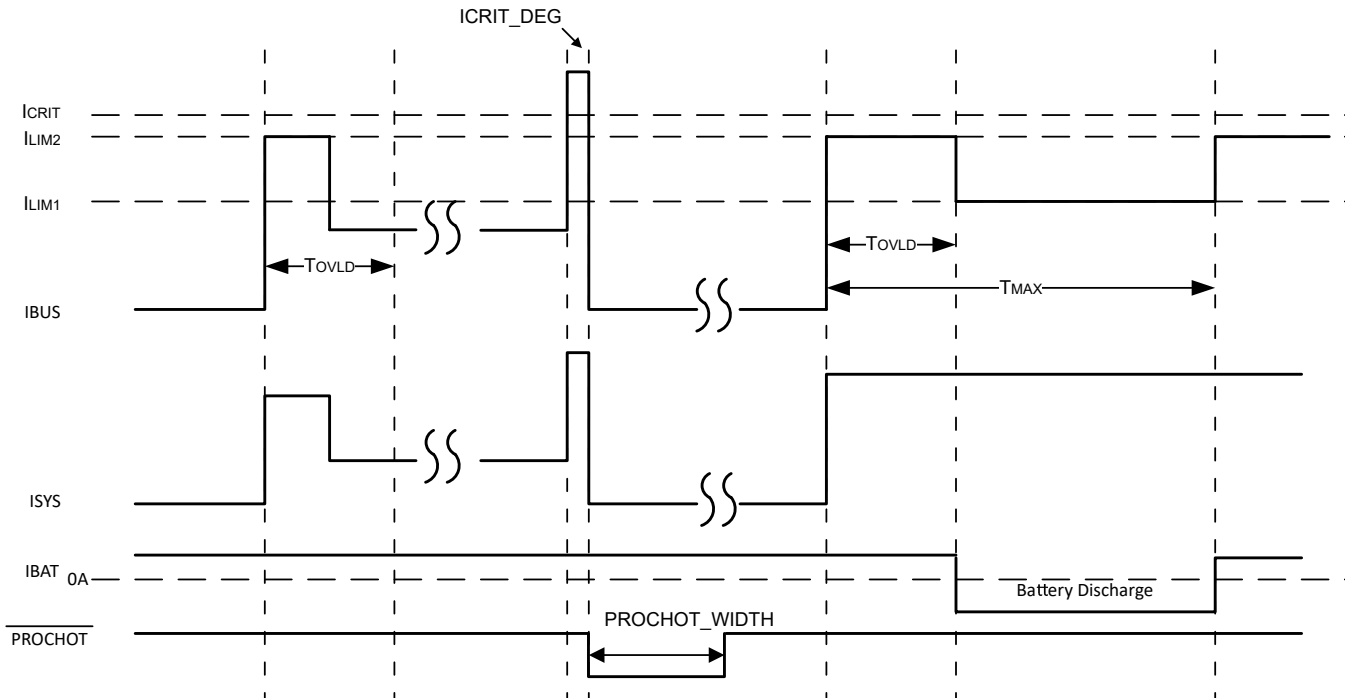 ICRIT_DEG
ICRIT
ILIM2
ILIM1
TOVLD
TOVLD
TMAX
IBUS
ISYS
IBAT 0A
Battery Discharge
PROCHOT_WIDTH
PROCHOT